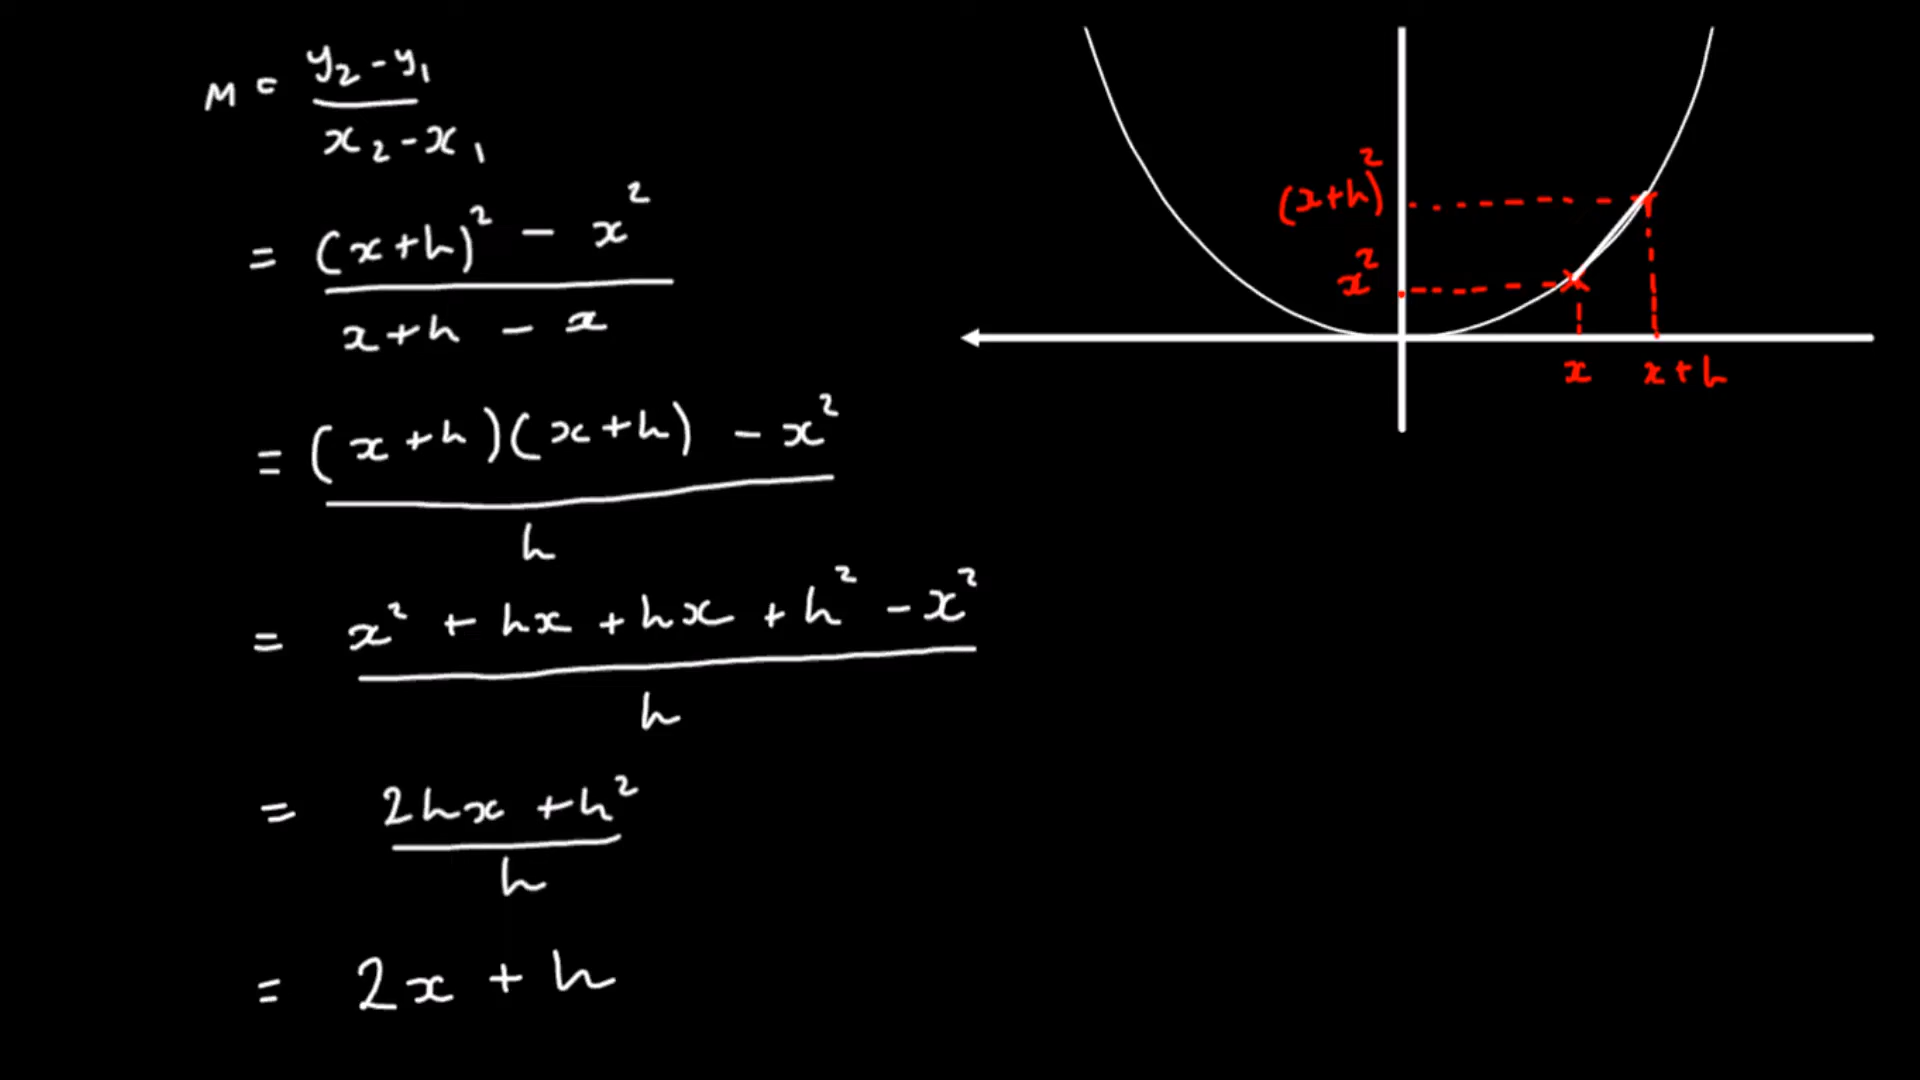 M = y₂ - y₁
x₂ - x₁
= (x+h)² - x²
x+h - x
= (x+h)(x+h) - x²
h
= x² + hx + hx + h² - x²
h
= 2hx + h²
h
= 2x + h
(x+h)²
x²
x x+h